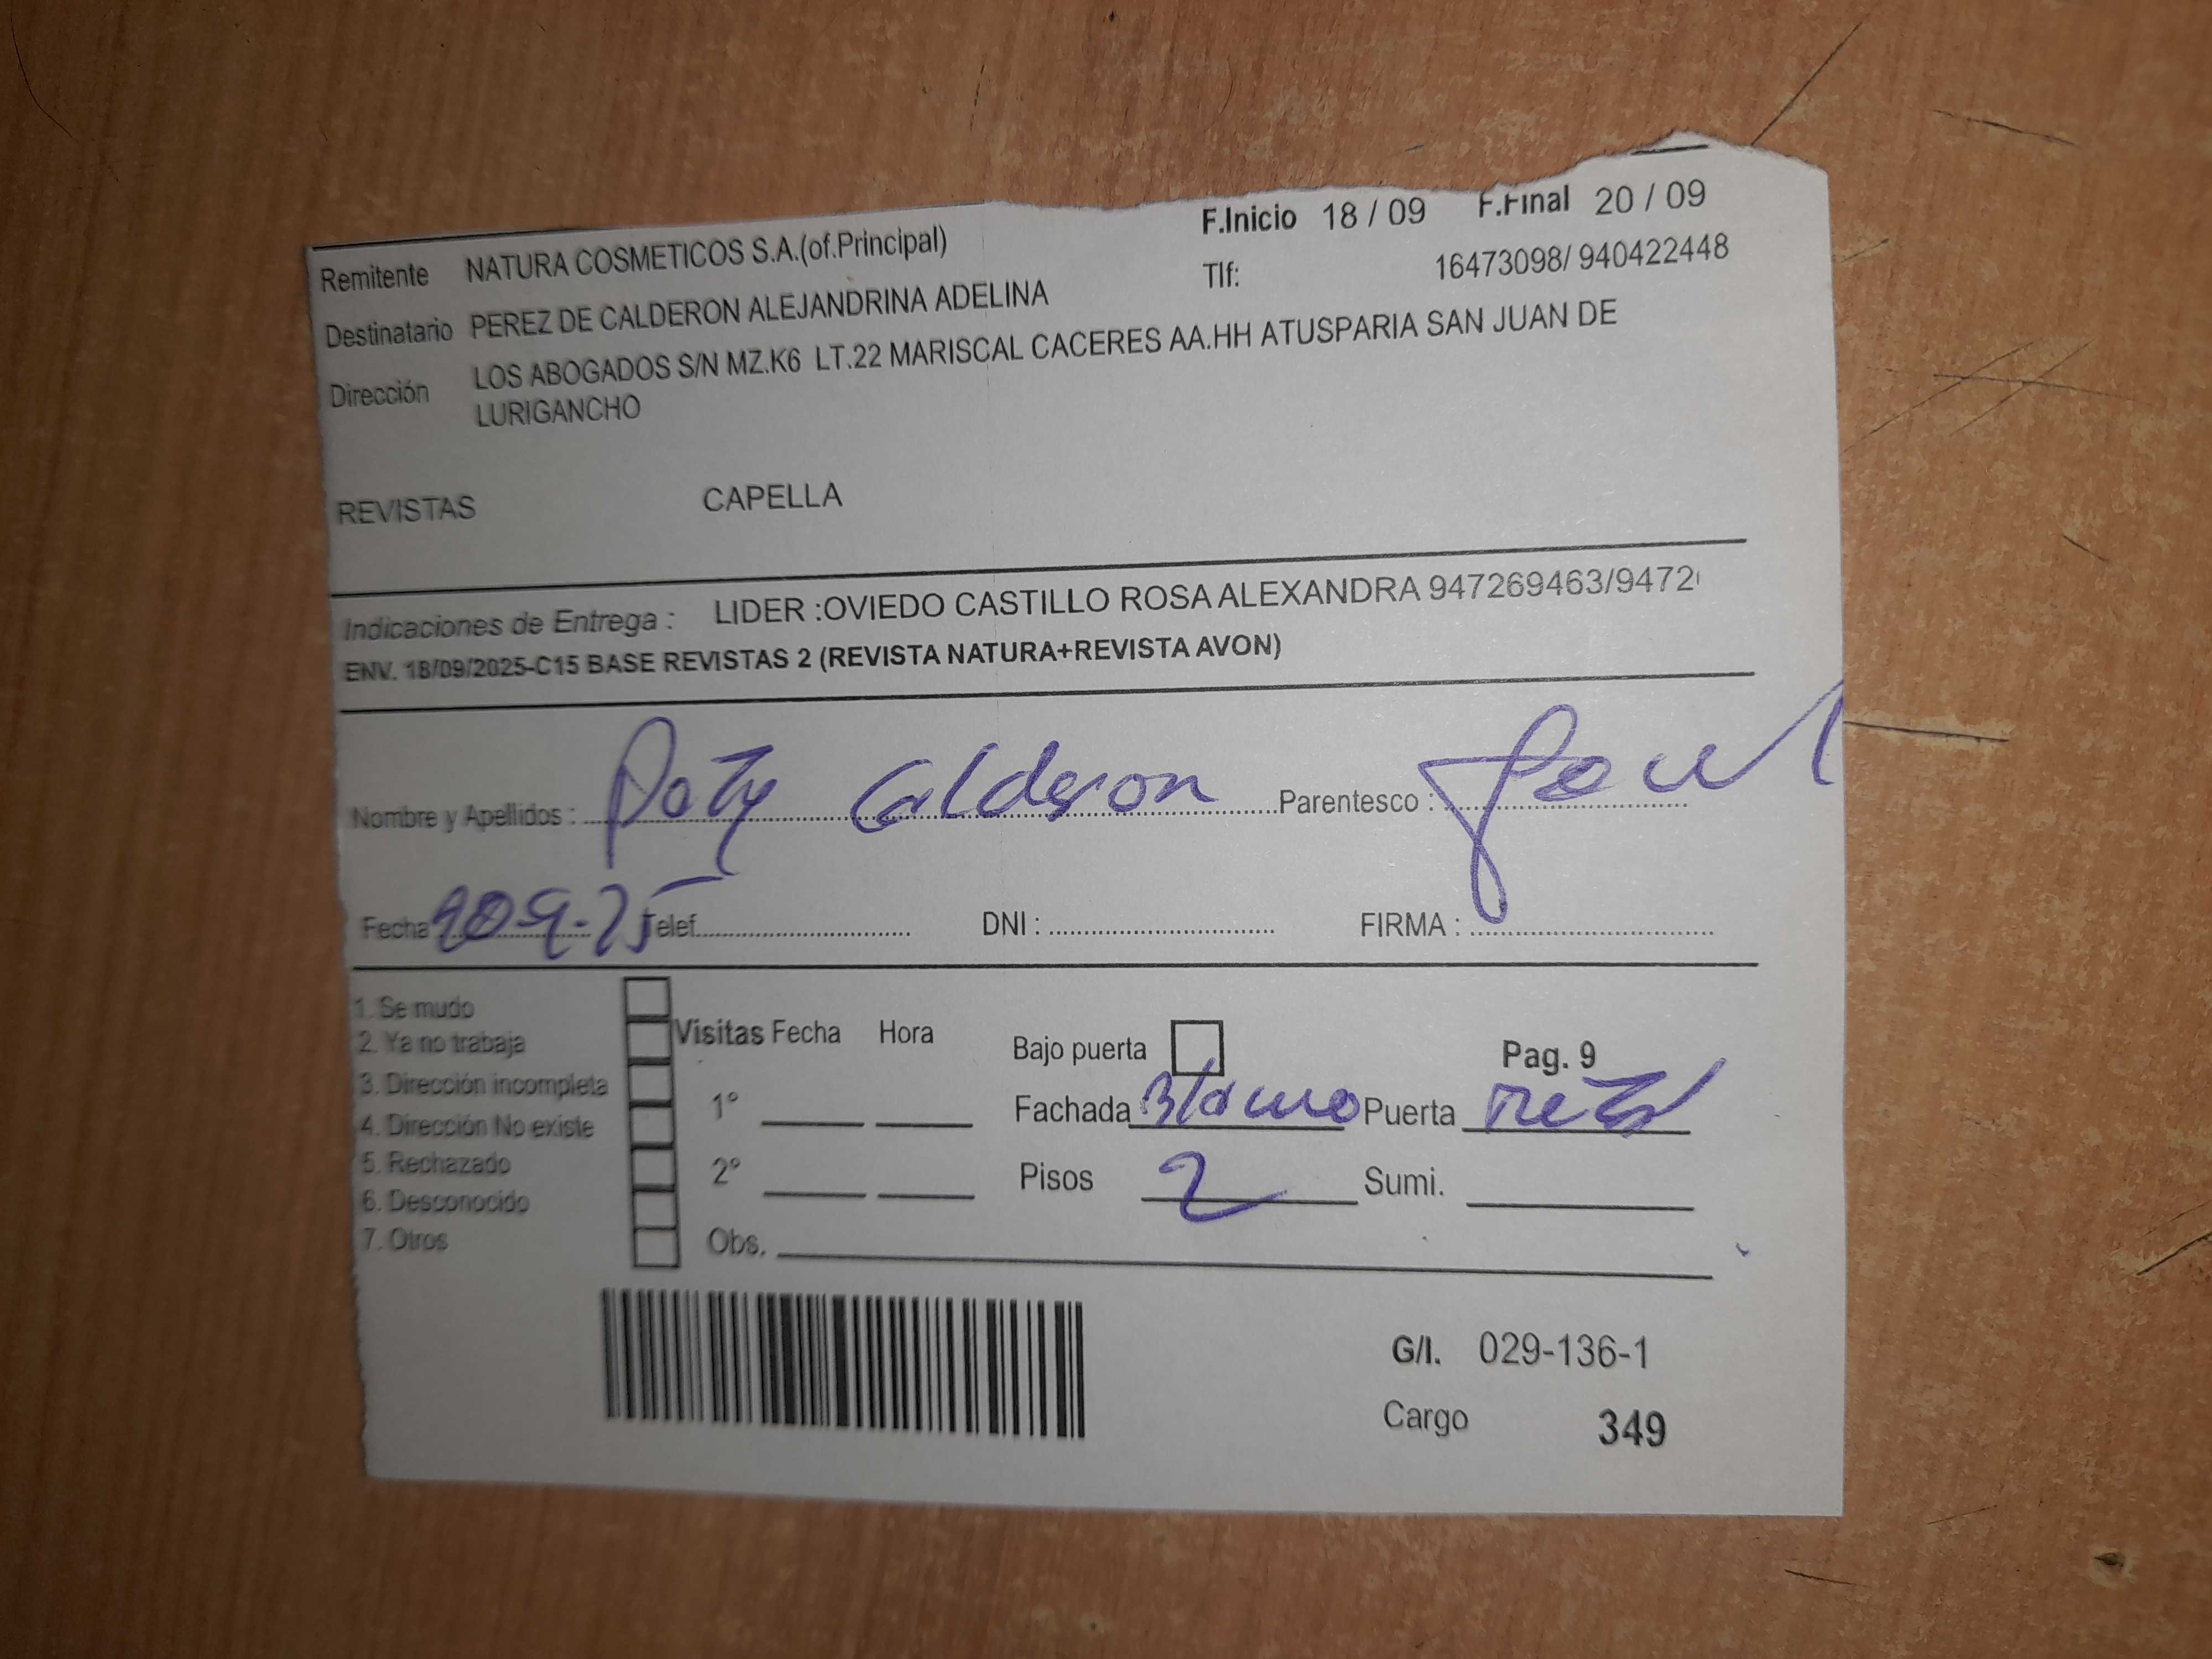 F.Inicio 18 / 09 F.Final 20 / 09
Remitente NATURA COSMETICOS S.A.(of.Principal)
Tlf: 16473098/ 940422448
Destinatario PEREZ DE CALDERON ALEJANDRINA ADELINA
Dirección LOS ABOGADOS S/N MZ.K6 LT.22 MARISCAL CACERES AA.HH ATUSPARIA SAN JUAN DE
LURIGANCHO
REVISTAS CAPELLA
Indicaciones de Entrega : LIDER :OVIEDO CASTILLO ROSA ALEXANDRA 947269463/9472
ENV. 18/09/2025-C15 BASE REVISTAS 2 (REVISTA NATURA+REVISTA AVON)
Nombre y Apellidos : Paty Calderon Parentesco :
Fecha Telef. DNI : FIRMA :
1. Se mudo
2. Ya no trabaja
3. Dirección incompleta
4. Dirección No existe
5. Rechazado
6. Desconocido
7. Otros
Visitas Fecha Hora
1°
2°
Obs.
Bajo puerta Pag. 9
Fachada Blanco Puerta Metal
Pisos 2 Sumi.
G/I. 029-136-1
Cargo 349